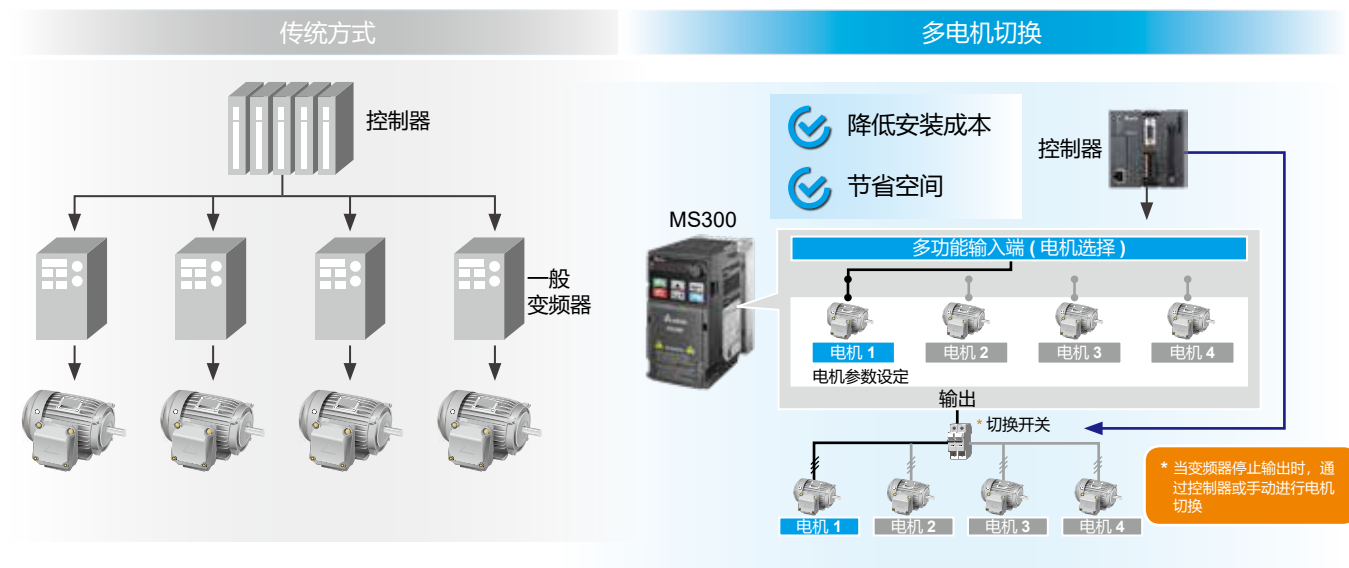 传统方式
控制器
一般
变频器
多电机切换
降低安装成本
节省空间
控制器
MS300
多功能输入端 ( 电机选择 )
电机 1
电机 2
电机 3
电机 4
电机参数设定
输出
* 切换开关
电机 1
电机 2
电机 3
电机 4
* 当变频器停止输出时，通
过控制器或手动进行电机
切换